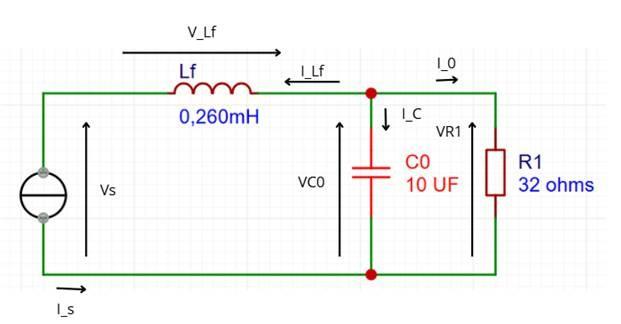 V_Lf
Lf
I_Lf
I_0
0,260mH
I_C
VR1
Vs
VC0
C0
10 UF
R1
32 ohms
I_s